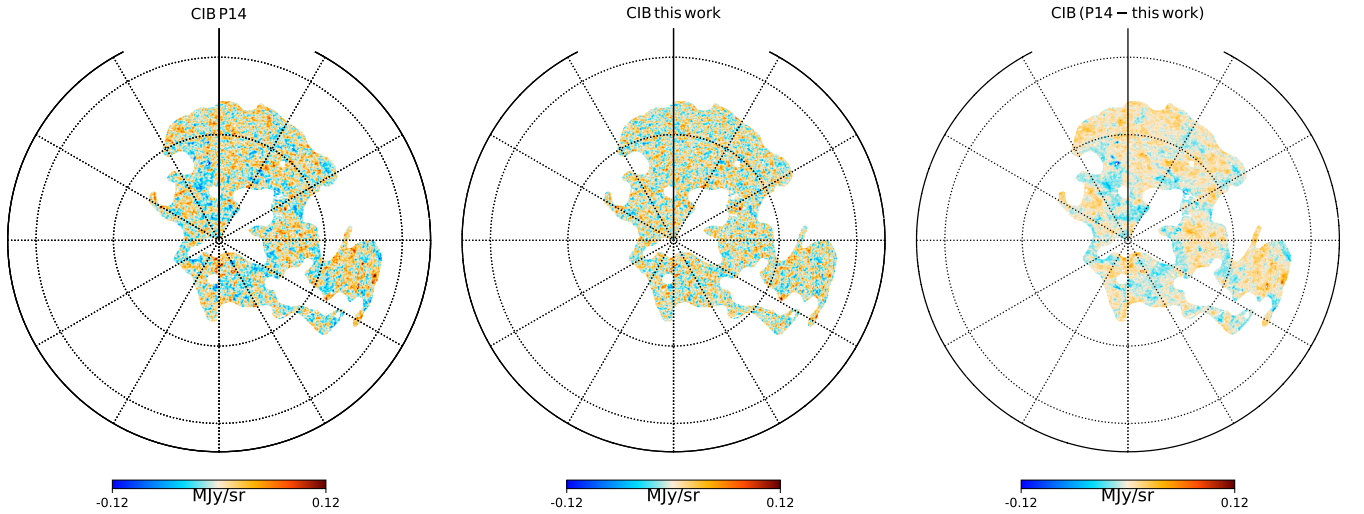 CIB P14
CIB this work
CIB (P14 − this work)
-0.12 MJy/sr 0.12
-0.12 MJy/sr 0.12
-0.12 MJy/sr 0.12